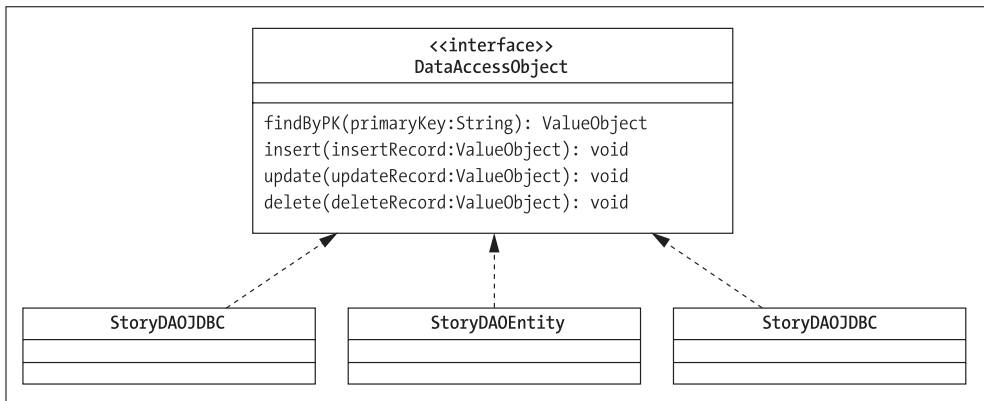 <<interface>>
DataAccessObject
findByPK(primaryKey:String): ValueObject
insert(insertRecord:ValueObject): void
update(updateRecord:ValueObject): void
delete(deleteRecord:ValueObject): void
StoryDAOJDBC
StoryDAOEntity
StoryDAOJDBC